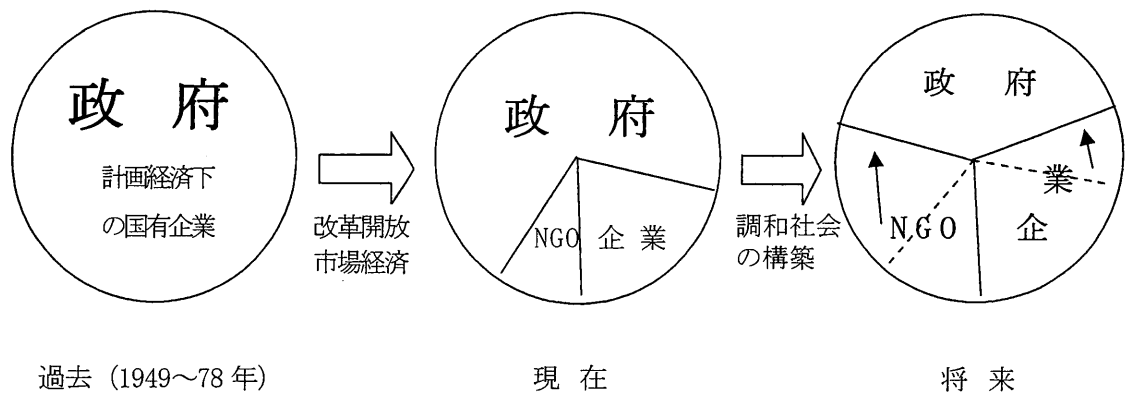 政 府
計画経済下
の国有企業
改革開放
市場経済
政 府
NGO
企 業
調和社会
の構築
政 府
NGO
企
業
過去 (1949～78 年)
現 在
将 来